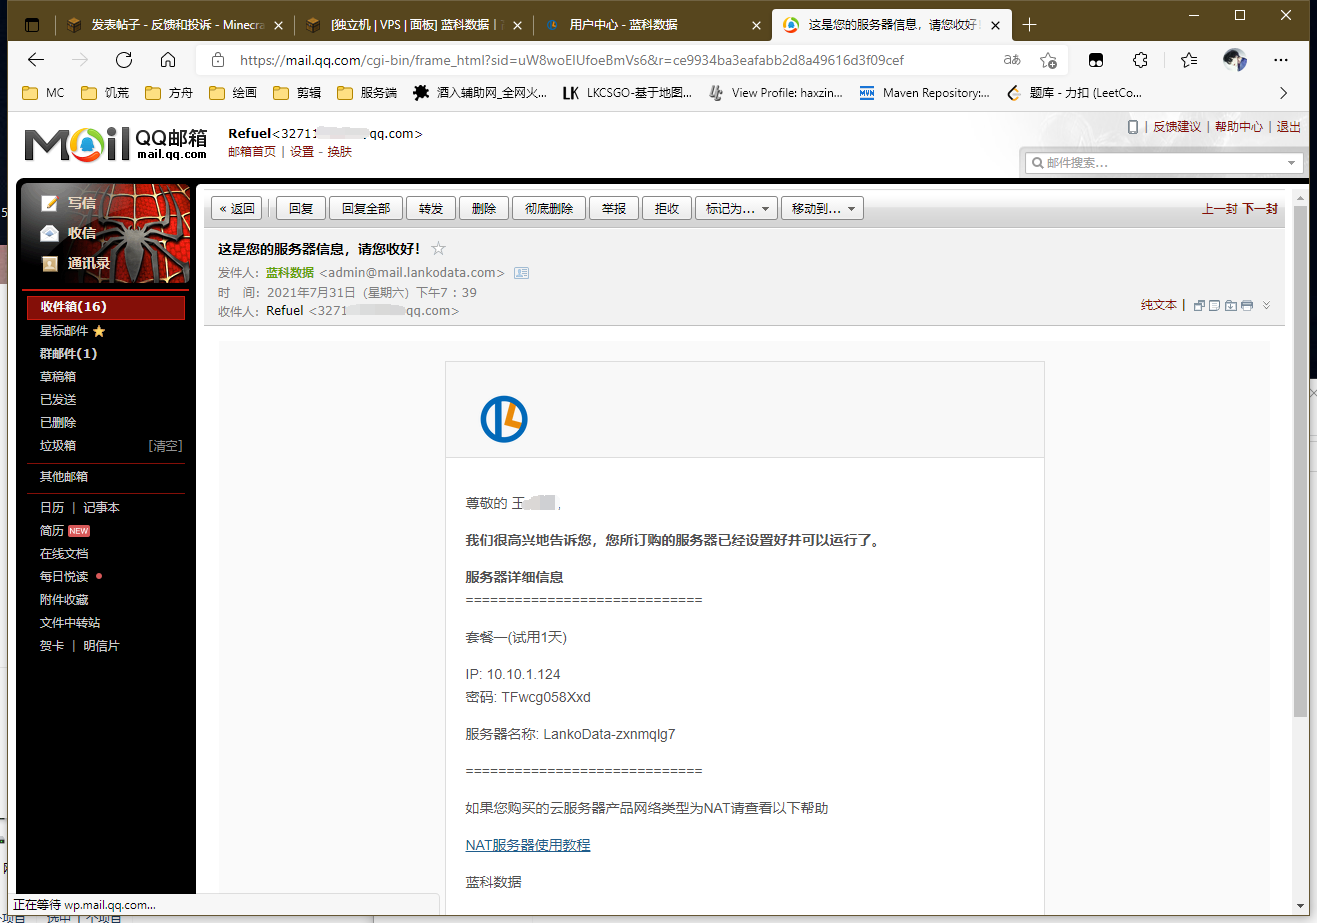 发表帖子 - 反馈和投诉 - Minecra
[独立机 | VPS | 面板] 蓝科数据 |
用户中心 - 蓝科数据
这是您的服务器信息，请您收好
https://mail.qq.com/cgi-bin/frame_html?sid=uW8woEIUfoeBmVs6&r=ce9934ba3eafabb2d8a49616d3f09cef
MC 饥荒 方舟 绘画 剪辑 服务端 酒入辅助网_全网火... LK LKCSGO-基于地图... View Profile: haxzin... MVN Maven Repository:... 题库 - 力扣 (LeetCo...
Mail QQ邮箱
mail.qq.com
Refuel<32711 qq.com>
邮箱首页 | 设置 - 换肤
反馈建议 | 帮助中心 | 退出
邮件搜索...
写信
收信
通讯录
收件箱(16)
星标邮件
群邮件(1)
草稿箱
已发送
已删除
垃圾箱 [清空]
其他邮箱
日历 | 记事本
简历 NEW
在线文档
每日悦读
附件收藏
文件中转站
贺卡 | 明信片
« 返回 回复 回复全部 转发 删除 彻底删除 举报 拒收 标记为... 移动到...
上一封 下一封
这是您的服务器信息，请您收好！
发件人：蓝科数据 <admin@mail.lankodata.com>
时 间：2021年7月31日（星期六）下午7：39
收件人：Refuel <3271 qq.com>
纯文本 |
尊敬的 王 ,
我们很高兴地告诉您，您所订购的服务器已经设置好并可以运行了。
服务器详细信息
=============================
套餐一(试用1天)
IP: 10.10.1.124
密码: TFwcg058Xxd
服务器名称: LankoData-zxnmqlg7
=============================
如果您购买的云服务器产品网络类型为NAT请查看以下帮助
NAT服务器使用教程
蓝科数据
正在等待 wp.mail.qq.com...